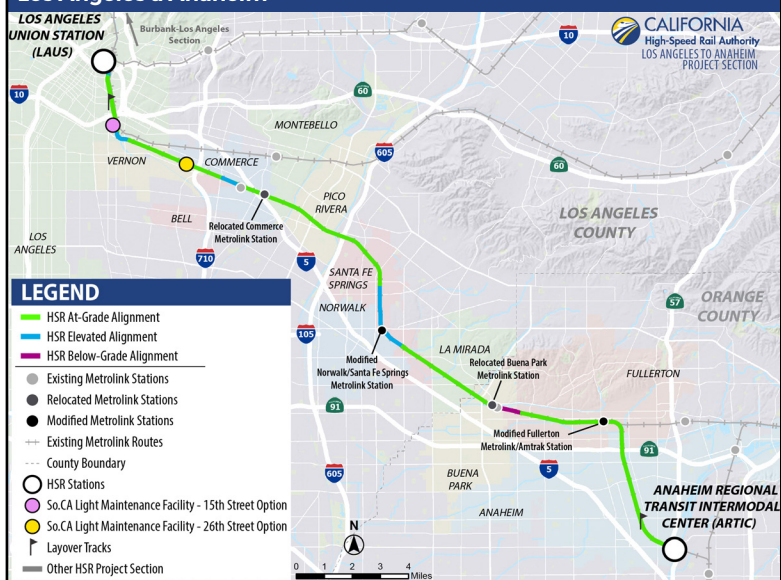 LOS ANGELES
UNION STATION
(LAUS)
Burbank-Los Angeles
Section
10
CALIFORNIA
High-Speed Rail Authority
LOS ANGELES TO ANAHEIM
PROJECT SECTION
10
60
MONTEBELLO
605
VERNON
COMMERCE
60
PICO
RIVERA
BELL
LOS ANGELES
COUNTY
Relocated Commerce
Metrolink Station
LOS
ANGELES
710
5
SANTA FE
SPRINGS
LEGEND
HSR At-Grade Alignment
HSR Elevated Alignment
HSR Below-Grade Alignment
Existing Metrolink Stations
Relocated Metrolink Stations
Modified Metrolink Stations
Existing Metrolink Routes
County Boundary
HSR Stations
So.CA Light Maintenance Facility - 15th Street Option
So.CA Light Maintenance Facility - 26th Street Option
Layover Tracks
Other HSR Project Section
NORWALK
57
ORANGE
COUNTY
105
Modified
Norwalk/Santa Fe Springs
Metrolink Station
LA MIRADA
Relocated Buena Park
Metrolink Station
FULLERTON
91
Modified Fullerton
Metrolink/Amtrak Station
91
605
BUENA
PARK
5
ANAHEIM
ANAHEIM REGIONAL
TRANSIT INTERMODAL
CENTER (ARTIC)
N
0 1 2 3 4
Miles